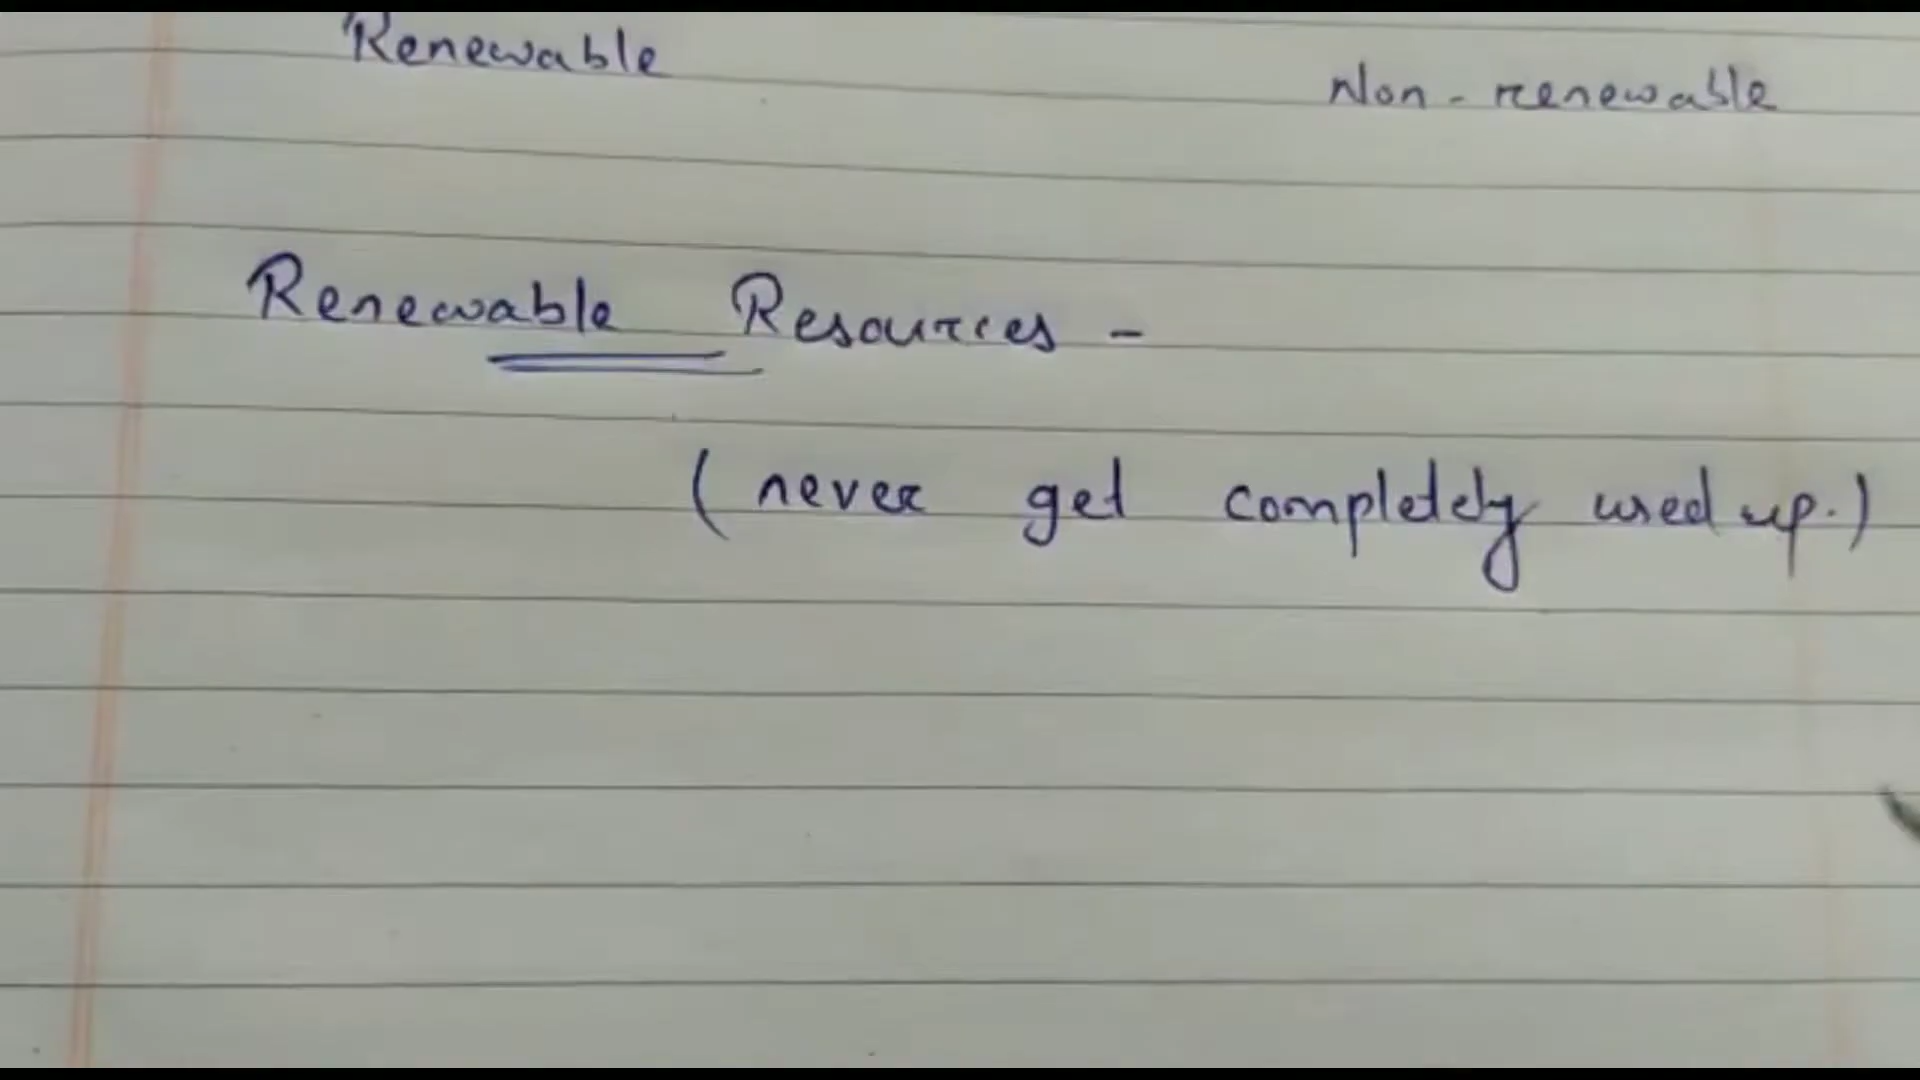 Renewable Non-renewable
Renewable Resources -
(never get completely used up.)